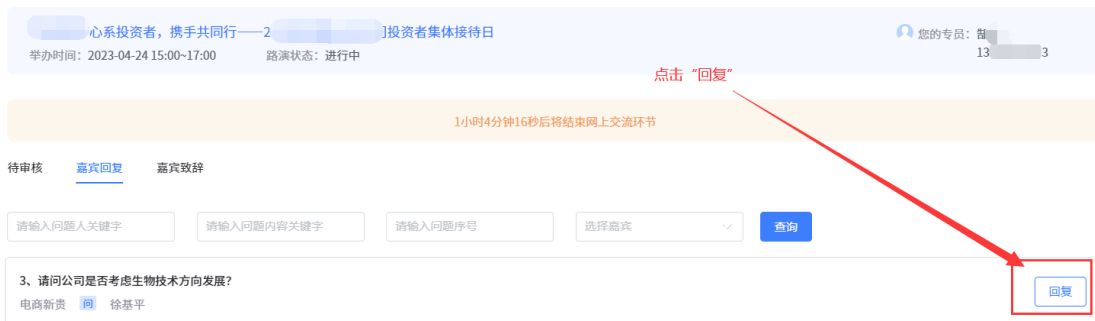 心系投资者，携手共同行——2 投资者集体接待日
您的专员：
举办时间：2023-04-24 15:00~17:00 路演状态：进行中
13 3
点击“回复”
1小时4分钟16秒后将结束网上交流环节
待审核 嘉宾回复 嘉宾致辞
请输入问题人关键字 请输入问题内容关键字 请输入问题序号 选择嘉宾 查询
3、请问公司是否考虑生物技术方向发展?
回复
电商新贵 问 徐基平